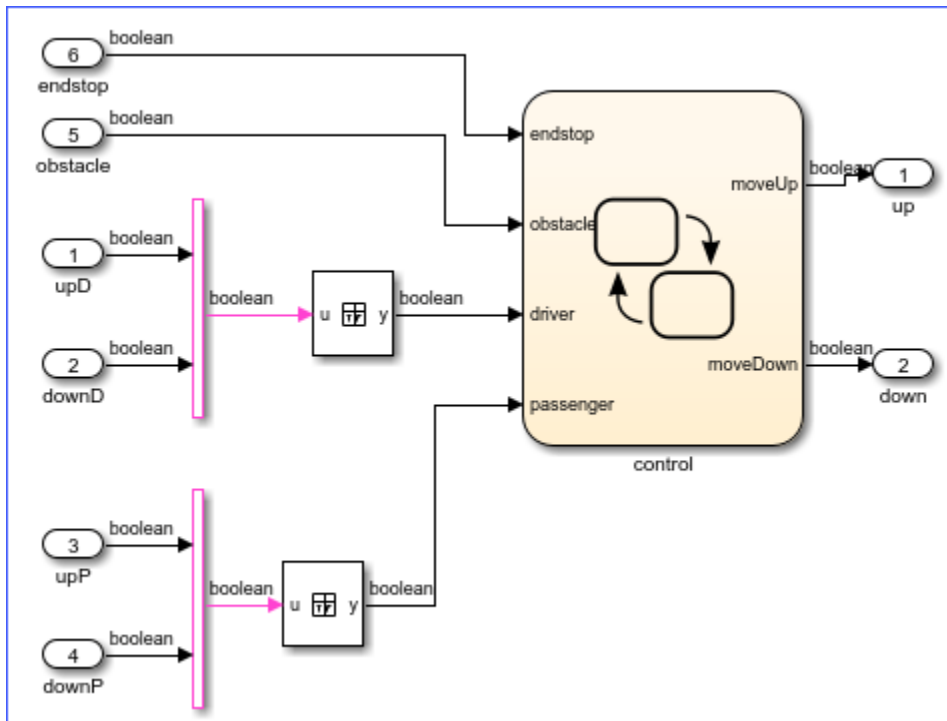 boolean
6
endstop
boolean
5
obstacle
boolean
1
upD
boolean
2
downD
boolean
u
y
boolean
boolean
3
upP
boolean
4
downP
boolean
u
y
boolean
endstop
obstacle
driver
passenger
moveUp
moveDown
control
boolean
1
up
boolean
2
down